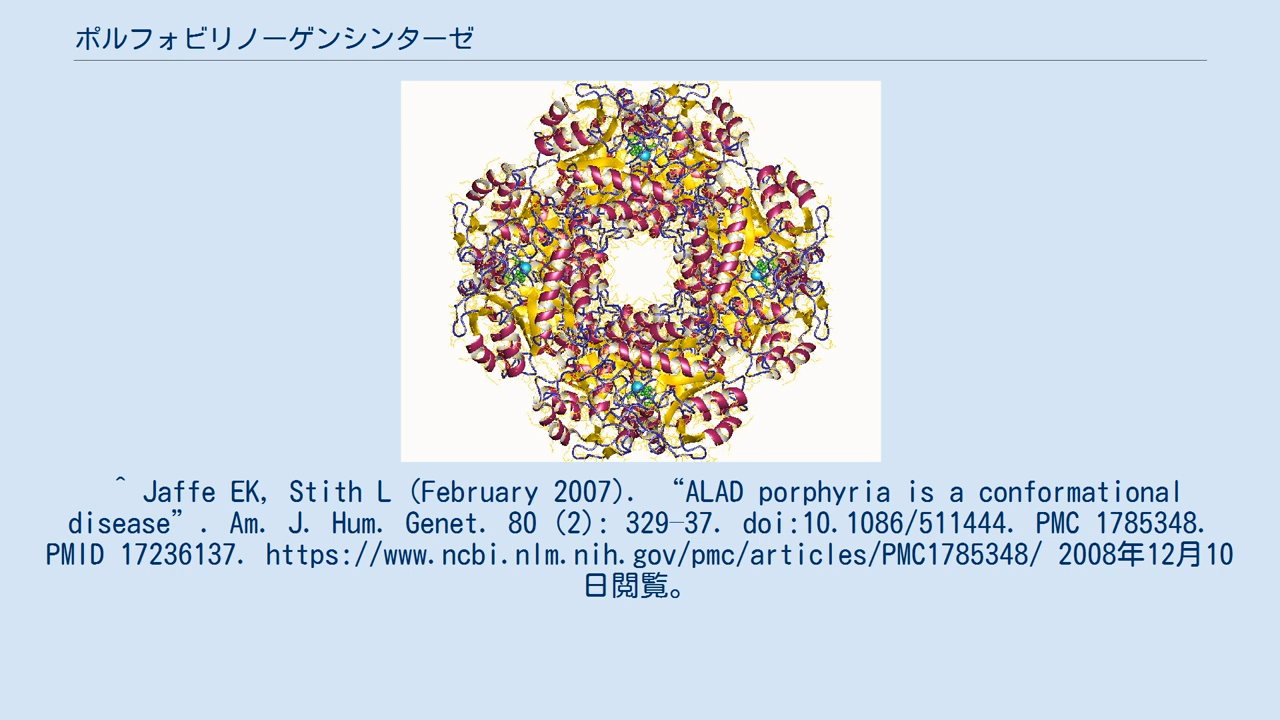 ポルフォビリノーゲンシンターゼ
^ Jaffe EK, Stith L (February 2007). “ALAD porphyria is a conformational
disease”. Am. J. Hum. Genet. 80 (2): 329–37. doi:10.1086/511444. PMC 1785348.
PMID 17236137. https://www.ncbi.nlm.nih.gov/pmc/articles/PMC1785348/ 2008年12月10
日閲覧。